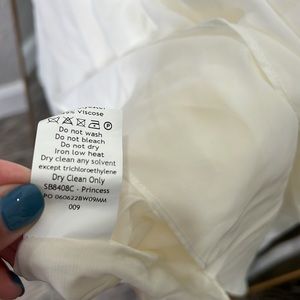 Viscose
Do not wash
Do not bleach
Do not dry
Iron low heat
Dry clean any solvent
except trichloroethylene
Dry Clean Only
SB8408C - Princess
PO 060622BW09MM
009